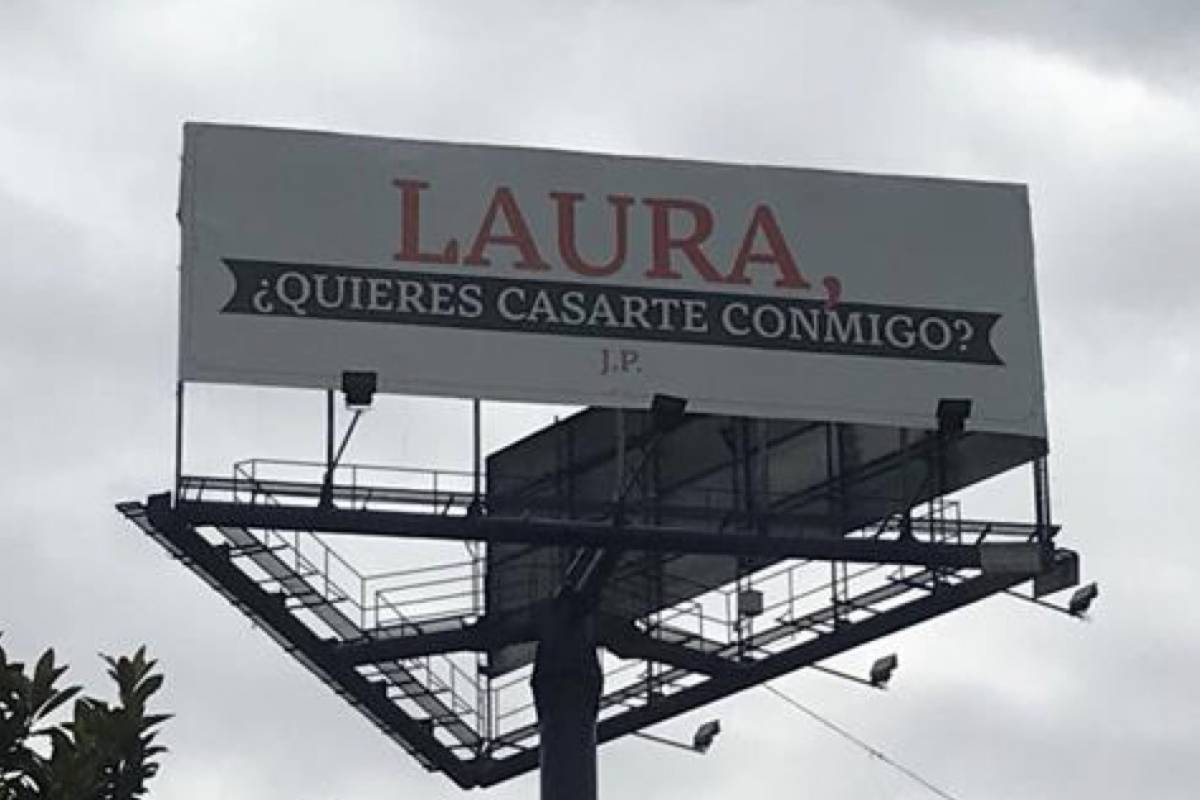 LAURA,
¿QUIERES CASARTE CONMIGO?
J.P.